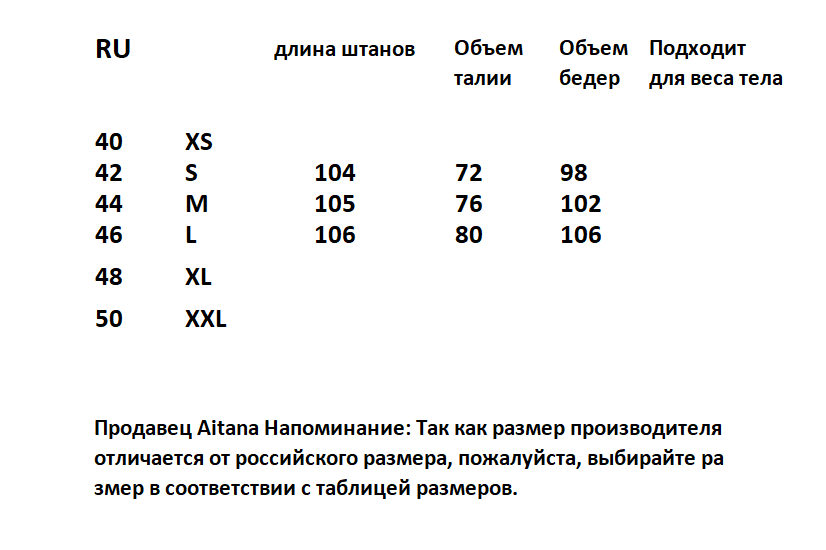 RU длина штанов Объем Объем Подходит
талии бедер для веса тела
40 XS
42 S 104 72 98
44 M 105 76 102
46 L 106 80 106
48 XL
50 XXL
Продавец Aitana Напоминание: Так как размер производителя
отличается от российского размера, пожалуйста, выбирайте ра
змер в соответствии с таблицей размеров.